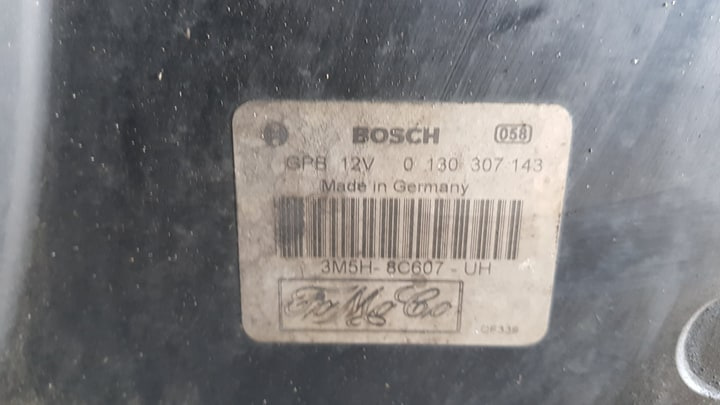 BOSCH 058
GPB 12V 0 130 307 143
Made in Germany
3M5H- 8C607 - UH
FoMoCo